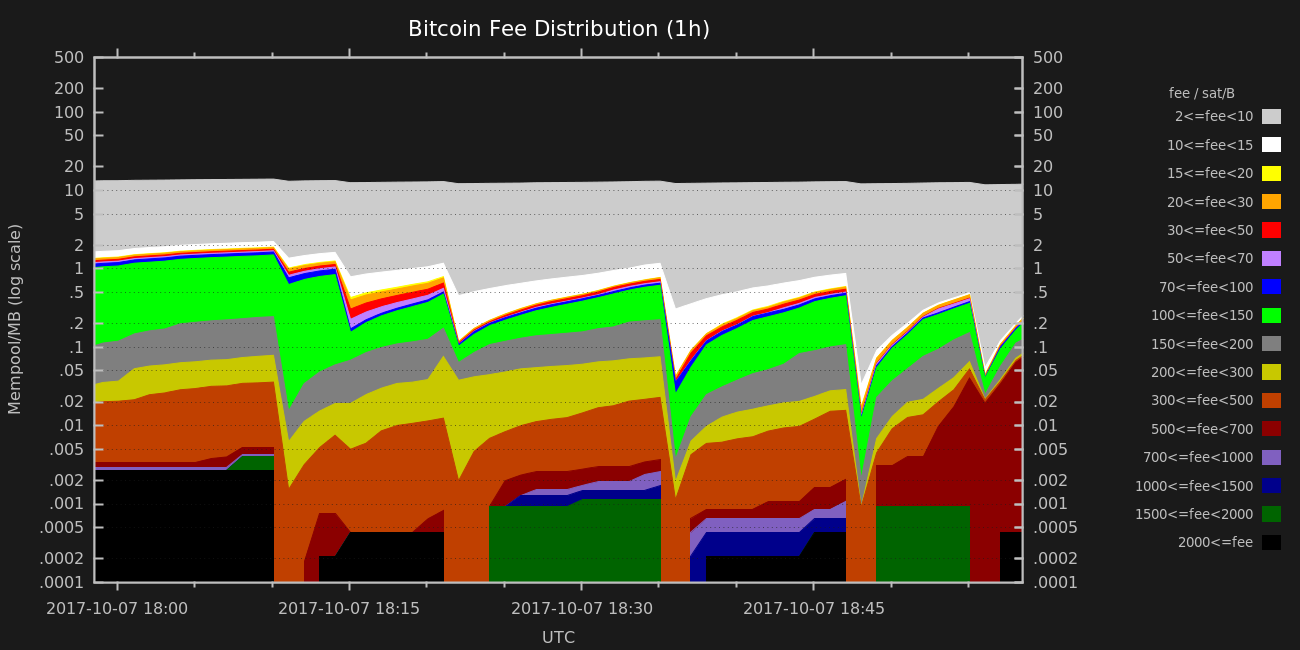 Bitcoin Fee Distribution (1h)
500 500
200 200
100 100
50 50
20 20
10 10
5 5
2 2
1 1
.5 .5
.2 .2
.1 .1
.05 .05
.02 .02
.01 .01
.005 .005
.002 .002
.001 .001
.0005 .0005
.0002 .0002
.0001 .0001
Mempool/MB (log scale)
2017-10-07 18:00 2017-10-07 18:15 2017-10-07 18:30 2017-10-07 18:45
UTC
fee / sat/B
2<=fee<10
10<=fee<15
15<=fee<20
20<=fee<30
30<=fee<50
50<=fee<70
70<=fee<100
100<=fee<150
150<=fee<200
200<=fee<300
300<=fee<500
500<=fee<700
700<=fee<1000
1000<=fee<1500
1500<=fee<2000
2000<=fee